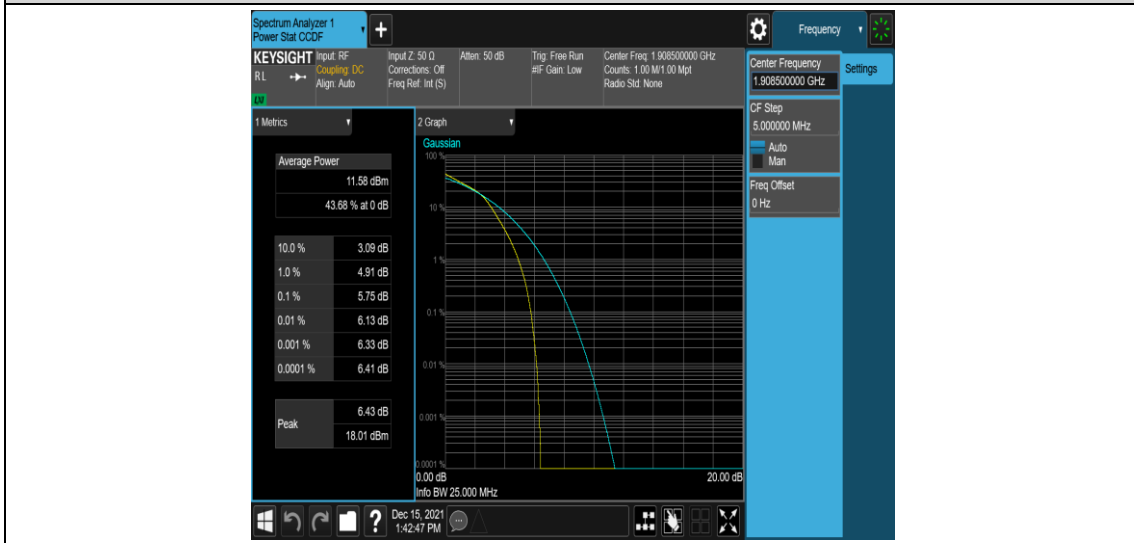 Spectrum Analyzer 1
Power Stat CCDF
Frequency
KEYSIGHT
RL
Input: RF
Coupling: DC
Align: Auto
Input Z: 50 Ω
Corrections: Off
Freq Ref: Int (S)
Atten: 50 dB
Trig: Free Run
#IF Gain: Low
Center Freq: 1.908500000 GHz
Counts: 1.00 M/1.00 Mpt
Radio Std: None
Center Frequency
1.908500000 GHz
Settings
CF Step
5.000000 MHz
Auto
Man
Freq Offset
0 Hz
1 Metrics
Average Power
11.58 dBm
43.68 % at 0 dB
10.0 % 3.09 dB
1.0 % 4.91 dB
0.1 % 5.75 dB
0.01 % 6.13 dB
0.001 % 6.33 dB
0.0001 % 6.41 dB
Peak 6.43 dB
18.01 dBm
2 Graph
Gaussian
100 %
10 %
1 %
0.1 %
0.01 %
0.001 %
0.0001 %
0.00 dB 20.00 dB
Info BW 25.000 MHz
Dec 15, 2021
1:42:47 PM